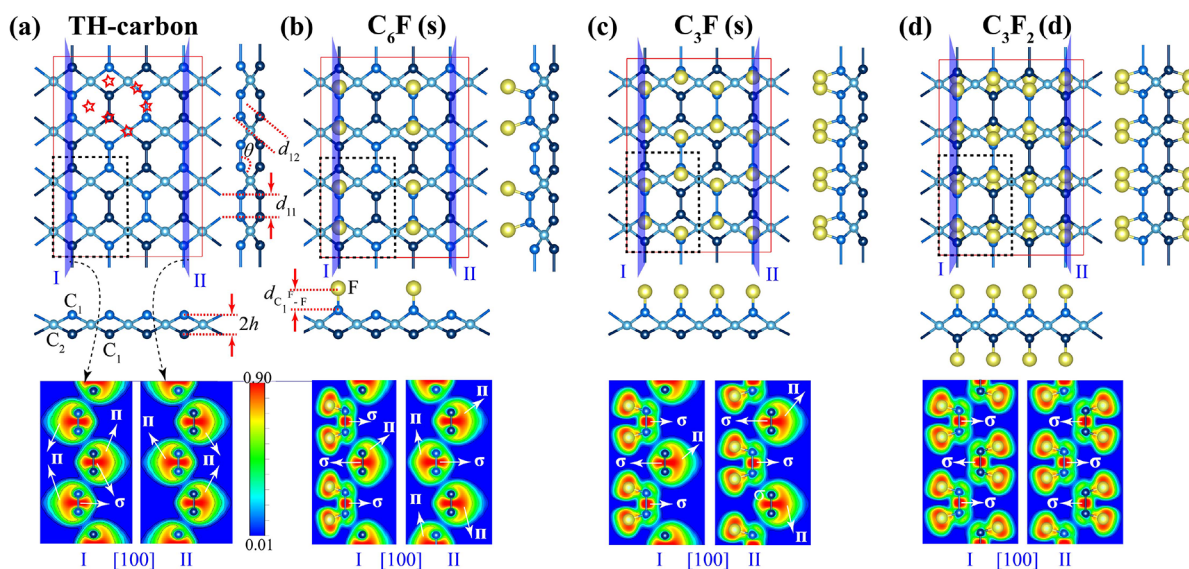 (a) TH-carbon (b) C₆F (s) (c) C₃F (s) (d) C₃F₂ (d)
θ
d₁₂
d₁₁
I II I II I II I II
C₁
C₂ C₁
2h
d C₁^F-F
F
0.90
0.01
Π Π
Π Π
σ
σ Π Π
σ Π σ
Π Π
σ σ Π
σ Π σ
σ σ Π
σ σ
σ σ
σ σ
I [100] II I [100] II I [100] II I [100] II